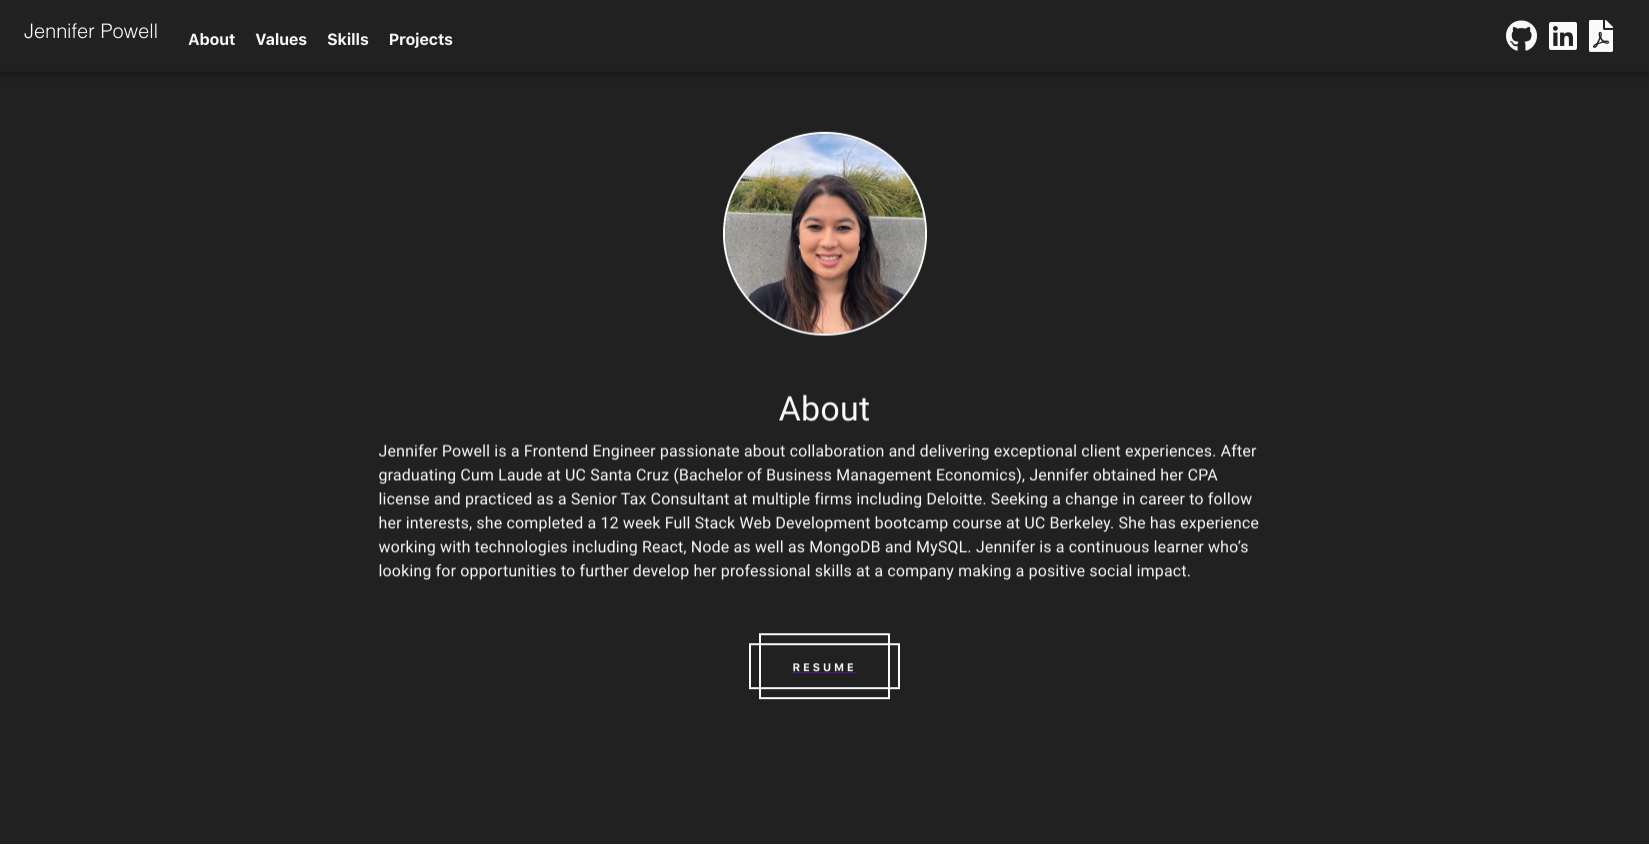 Jennifer Powell
About Values Skills Projects
in
About
Jennifer Powell is a Frontend Engineer passionate about collaboration and delivering exceptional client experiences. After
graduating Cum Laude at UC Santa Cruz (Bachelor of Business Management Economics), Jennifer obtained her CPA
license and practiced as a Senior Tax Consultant at multiple firms including Deloitte. Seeking a change in career to follow
her interests, she completed a 12 week Full Stack Web Development bootcamp course at UC Berkeley. She has experience
working with technologies including React, Node as well as MongoDB and MySQL. Jennifer is a continuous learner who’s
looking for opportunities to further develop her professional skills at a company making a positive social impact.
RESUME